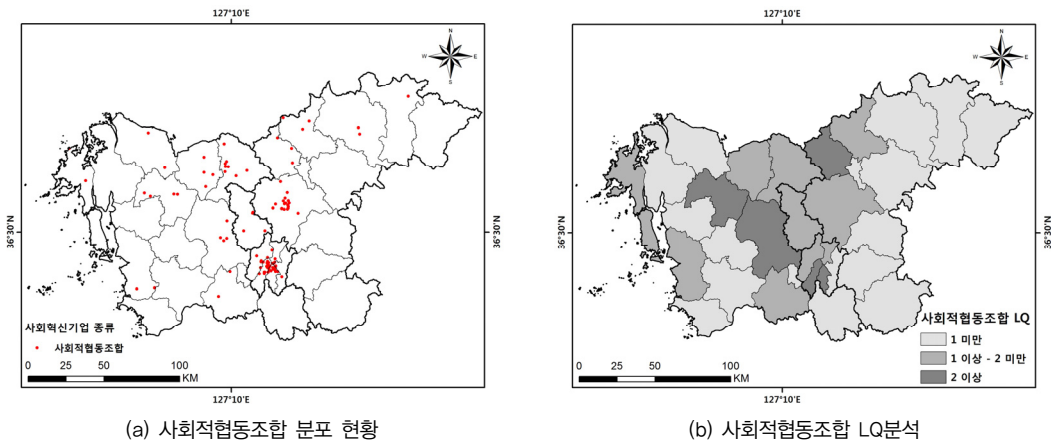 127°10'E
127°10'E
N
W
E
S
N
W
E
S
36°30'N
36°30'N
36°30'N
36°30'N
사회혁신기업 종류
사회적협동조합
0 25 50 100
KM
사회적협동조합 LQ
1 미만
1 이상 - 2 미만
2 이상
0 25 50 100
KM
127°10'E
127°10'E
(a) 사회적협동조합 분포 현황
(b) 사회적협동조합 LQ분석